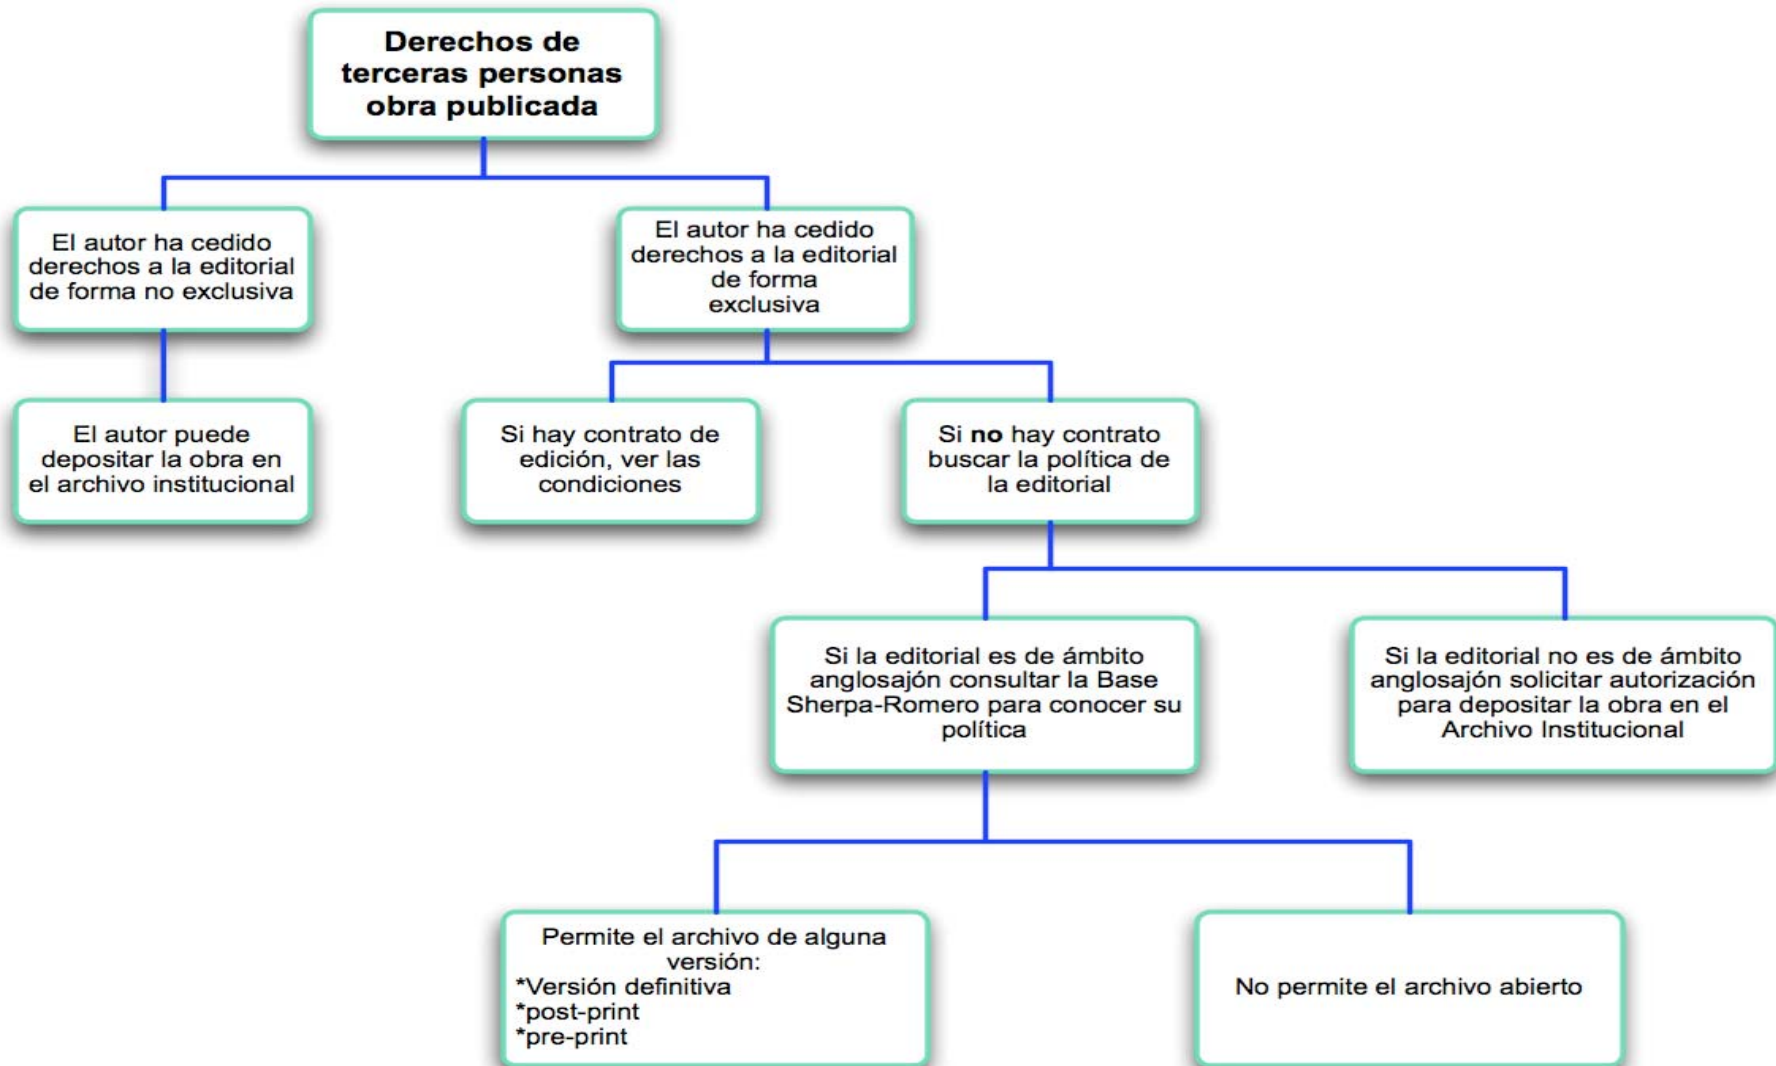 Derechos de
terceras personas
obra publicada
El autor ha cedido
derechos a la editorial
de forma no exclusiva
El autor ha cedido
derechos a la editorial
de forma
exclusiva
El autor puede
depositar la obra en
el archivo institucional
Si hay contrato de
edición, ver las
condiciones
Si no hay contrato
buscar la política de
la editorial
Si la editorial es de ámbito
anglosajón consultar la Base
Sherpa-Romero para conocer su
política
Si la editorial no es de ámbito
anglosajón solicitar autorización
para depositar la obra en el
Archivo Institucional
Permite el archivo de alguna
versión:
*Versión definitiva
*post-print
*pre-print
No permite el archivo abierto